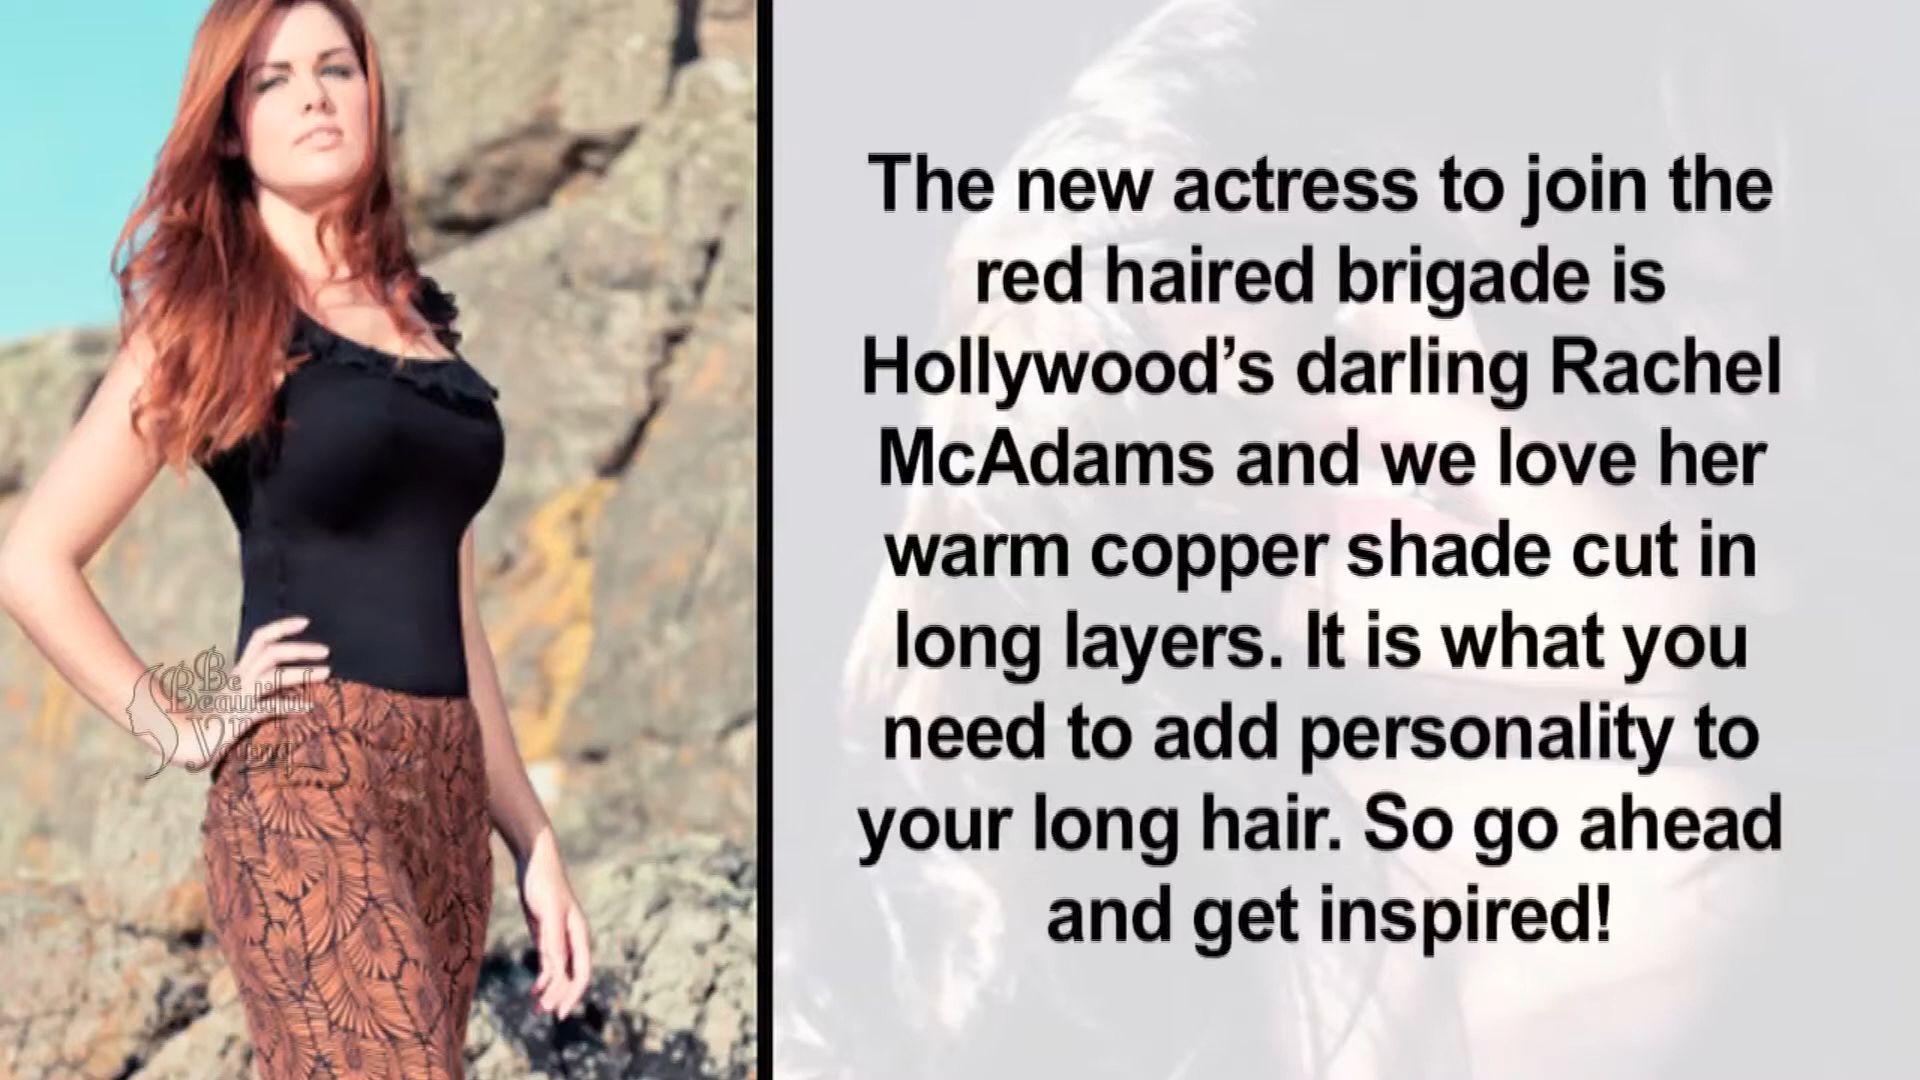 The new actress to join the
red haired brigade is
Hollywood’s darling Rachel
McAdams and we love her
warm copper shade cut in
long layers. It is what you
need to add personality to
your long hair. So go ahead
and get inspired!
Be
Beautiful